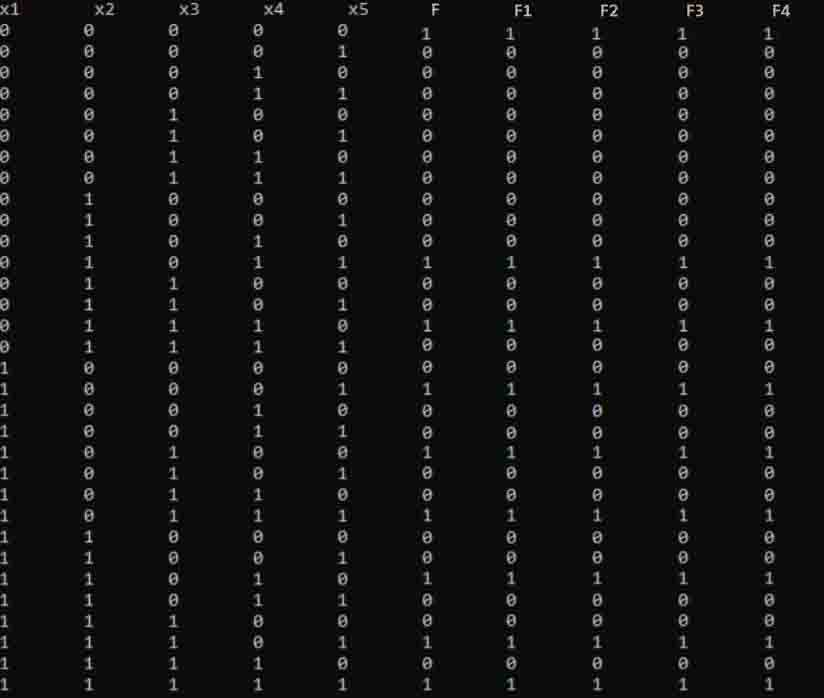 x1 x2 x3 x4 x5 F F1 F2 F3 F4
0 0 0 0 0 1 1 1 1 1
0 0 0 0 1 0 0 0 0 0
0 0 0 1 0 0 0 0 0 0
0 0 0 1 1 0 0 0 0 0
0 0 1 0 0 0 0 0 0 0
0 0 1 0 1 0 0 0 0 0
0 0 1 1 0 0 0 0 0 0
0 0 1 1 1 0 0 0 0 0
0 1 0 0 0 0 0 0 0 0
0 1 0 0 1 0 0 0 0 0
0 1 0 1 0 0 0 0 0 0
0 1 0 1 1 1 1 1 1 1
0 1 1 0 0 0 0 0 0 0
0 1 1 0 1 0 0 0 0 0
0 1 1 1 0 1 1 1 1 1
0 1 1 1 1 0 0 0 0 0
1 0 0 0 0 0 0 0 0 0
1 0 0 0 1 1 1 1 1 1
1 0 0 1 0 0 0 0 0 0
1 0 0 1 1 0 0 0 0 0
1 0 1 0 0 1 1 1 1 1
1 0 1 0 1 0 0 0 0 0
1 0 1 1 0 0 0 0 0 0
1 0 1 1 1 1 1 1 1 1
1 1 0 0 0 0 0 0 0 0
1 1 0 0 1 0 0 0 0 0
1 1 0 1 0 1 1 1 1 1
1 1 0 1 1 0 0 0 0 0
1 1 1 0 0 0 0 0 0 0
1 1 1 0 1 1 1 1 1 1
1 1 1 1 0 0 0 0 0 0
1 1 1 1 1 1 1 1 1 1